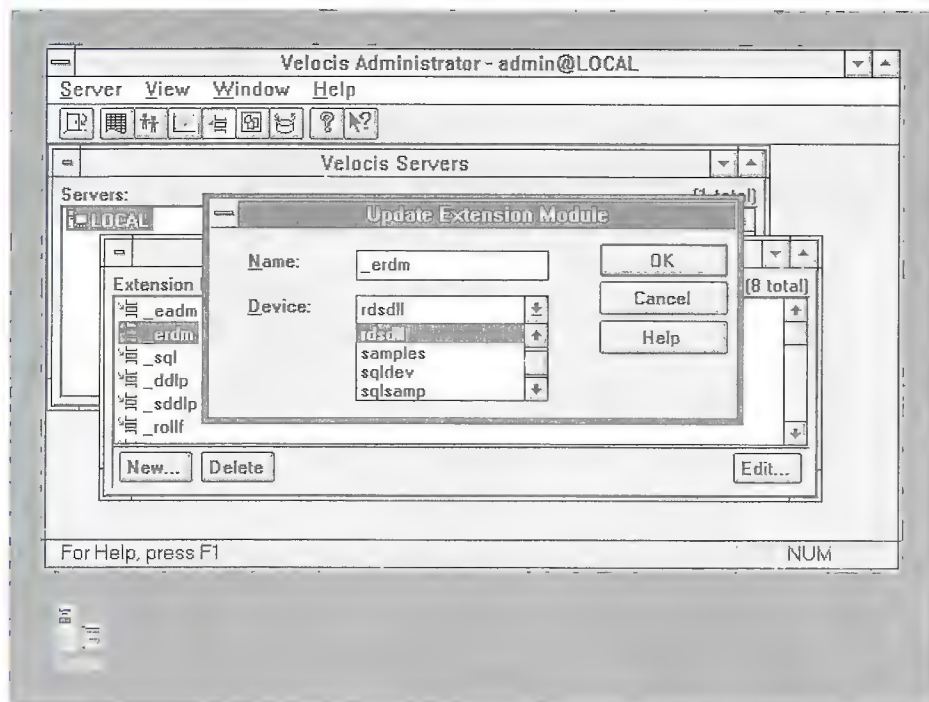 Velocis Administrator - admin@LOCAL
Server View Window Help
Velocis Servers
Servers:
LOCAL
Update Extension Module
Name:
_erdm
OK
Extension
(8 total)
Device:
rdsdll
Cancel
Help
rdsdll
samples
sqldev
sqlsamp
_eadm
_erdm
_sql
_ddlp
_sddlp
_rollf
New...
Delete
Edit...
For Help, press F1
NUM